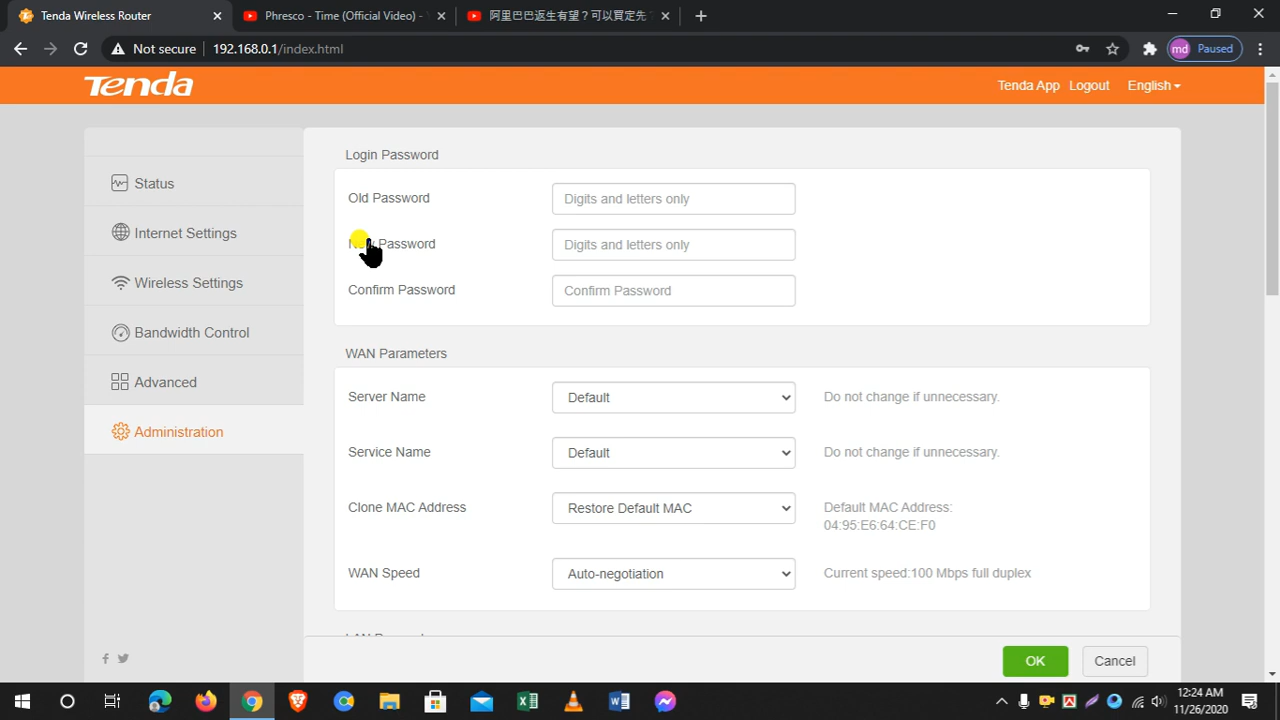 Tenda Wireless Router
Phresco - Time (Official Video) -
阿里巴巴返生有望？可以買定先
Not secure
192.168.0.1/index.html
md
Paused
Tenda
Tenda App
Logout
English
Status
Internet Settings
Wireless Settings
Bandwidth Control
Advanced
Administration
Login Password
Old Password
Digits and letters only
New Password
Digits and letters only
Confirm Password
Confirm Password
WAN Parameters
Server Name
Default
Do not change if unnecessary.
Service Name
Default
Do not change if unnecessary.
Clone MAC Address
Restore Default MAC
Default MAC Address:
04:95:E6:64:CE:F0
WAN Speed
Auto-negotiation
Current speed:100 Mbps full duplex
OK
Cancel
12:24 AM
11/26/2020